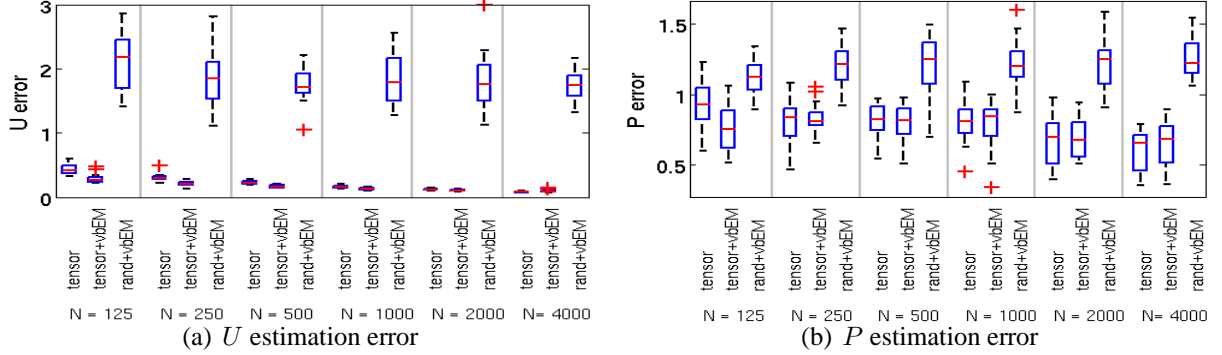 3
2
1
0
U error
tensor
tensor+vbEM
rand+vbEM
tensor
tensor+vbEM
rand+vbEM
tensor
tensor+vbEM
rand+vbEM
tensor
tensor+vbEM
rand+vbEM
tensor
tensor+vbEM
rand+vbEM
tensor
tensor+vbEM
rand+vbEM
N = 125 N = 250 N = 500 N = 1000 N = 2000 N= 4000
(a) U estimation error
1.5
1
0.5
P error
tensor
tensor+vbEM
rand+vbEM
tensor
tensor+vbEM
rand+vbEM
tensor
tensor+vbEM
rand+vbEM
tensor
tensor+vbEM
rand+vbEM
tensor
tensor+vbEM
rand+vbEM
tensor
tensor+vbEM
rand+vbEM
N = 125 N = 250 N = 500 N = 1000 N = 2000 N= 4000
(b) P estimation error